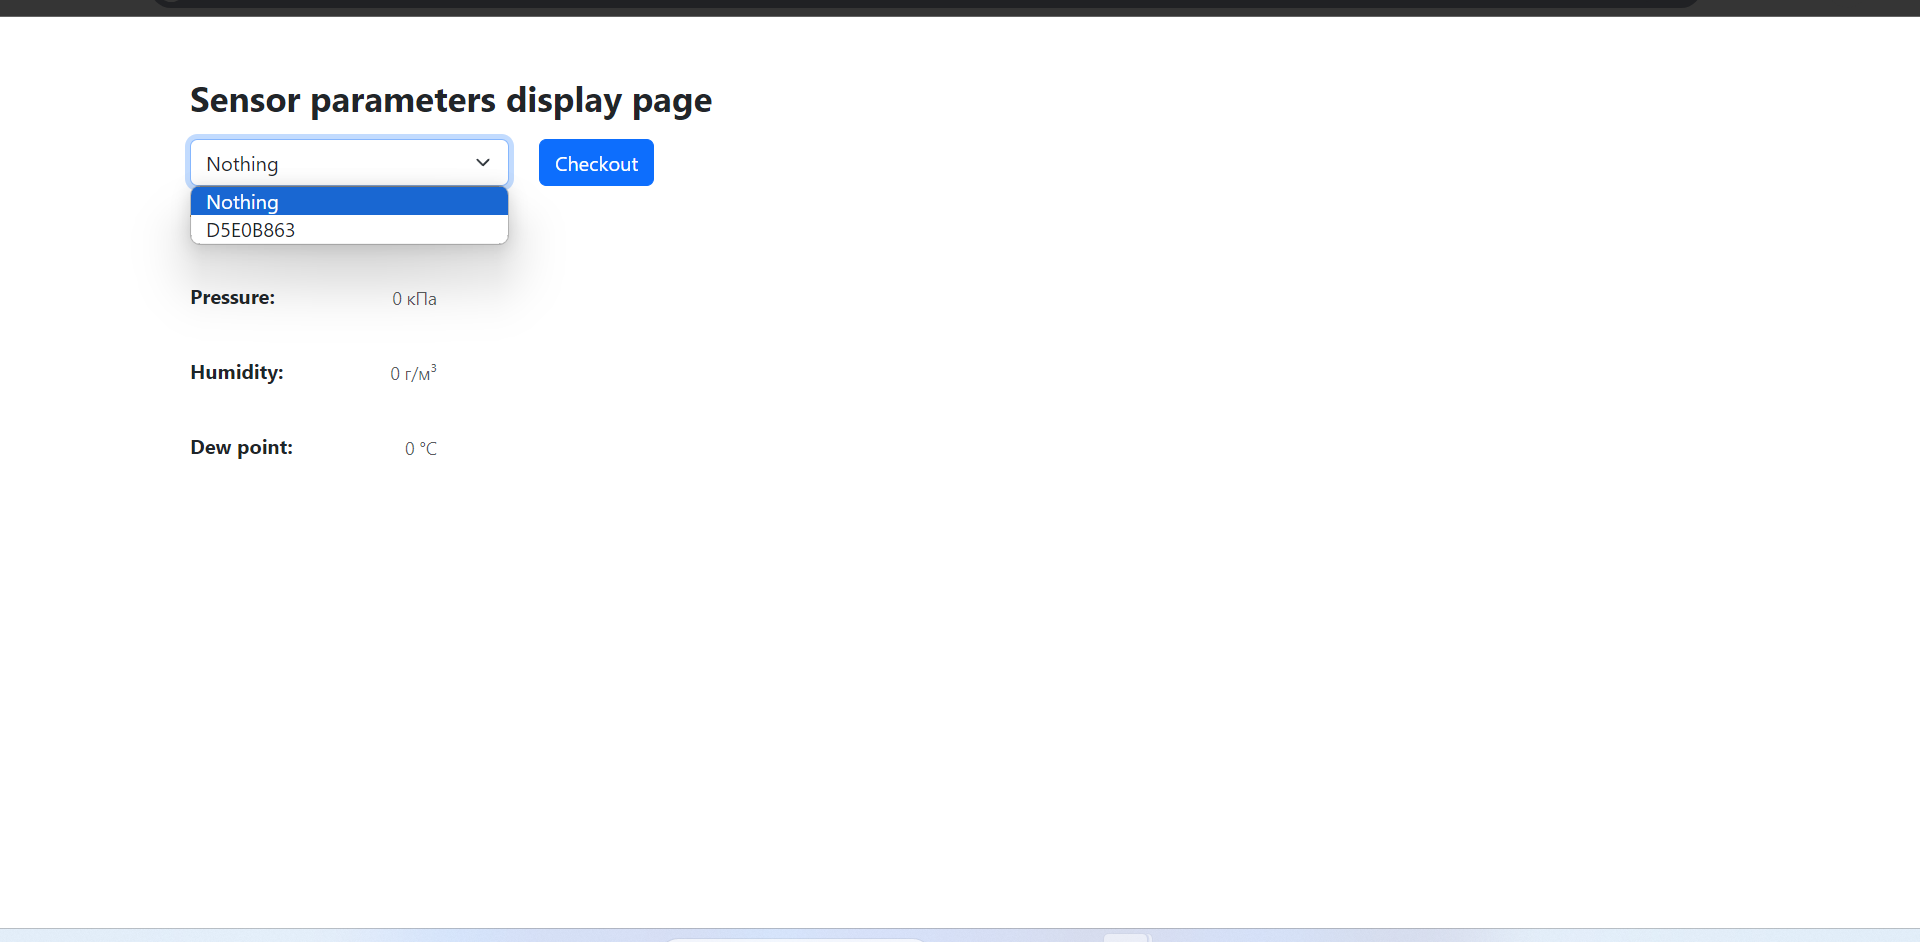 Sensor parameters display page
Nothing
Checkout
Nothing
D5E0B863
Pressure: 0 кПа
Humidity: 0 г/м³
Dew point: 0 °C